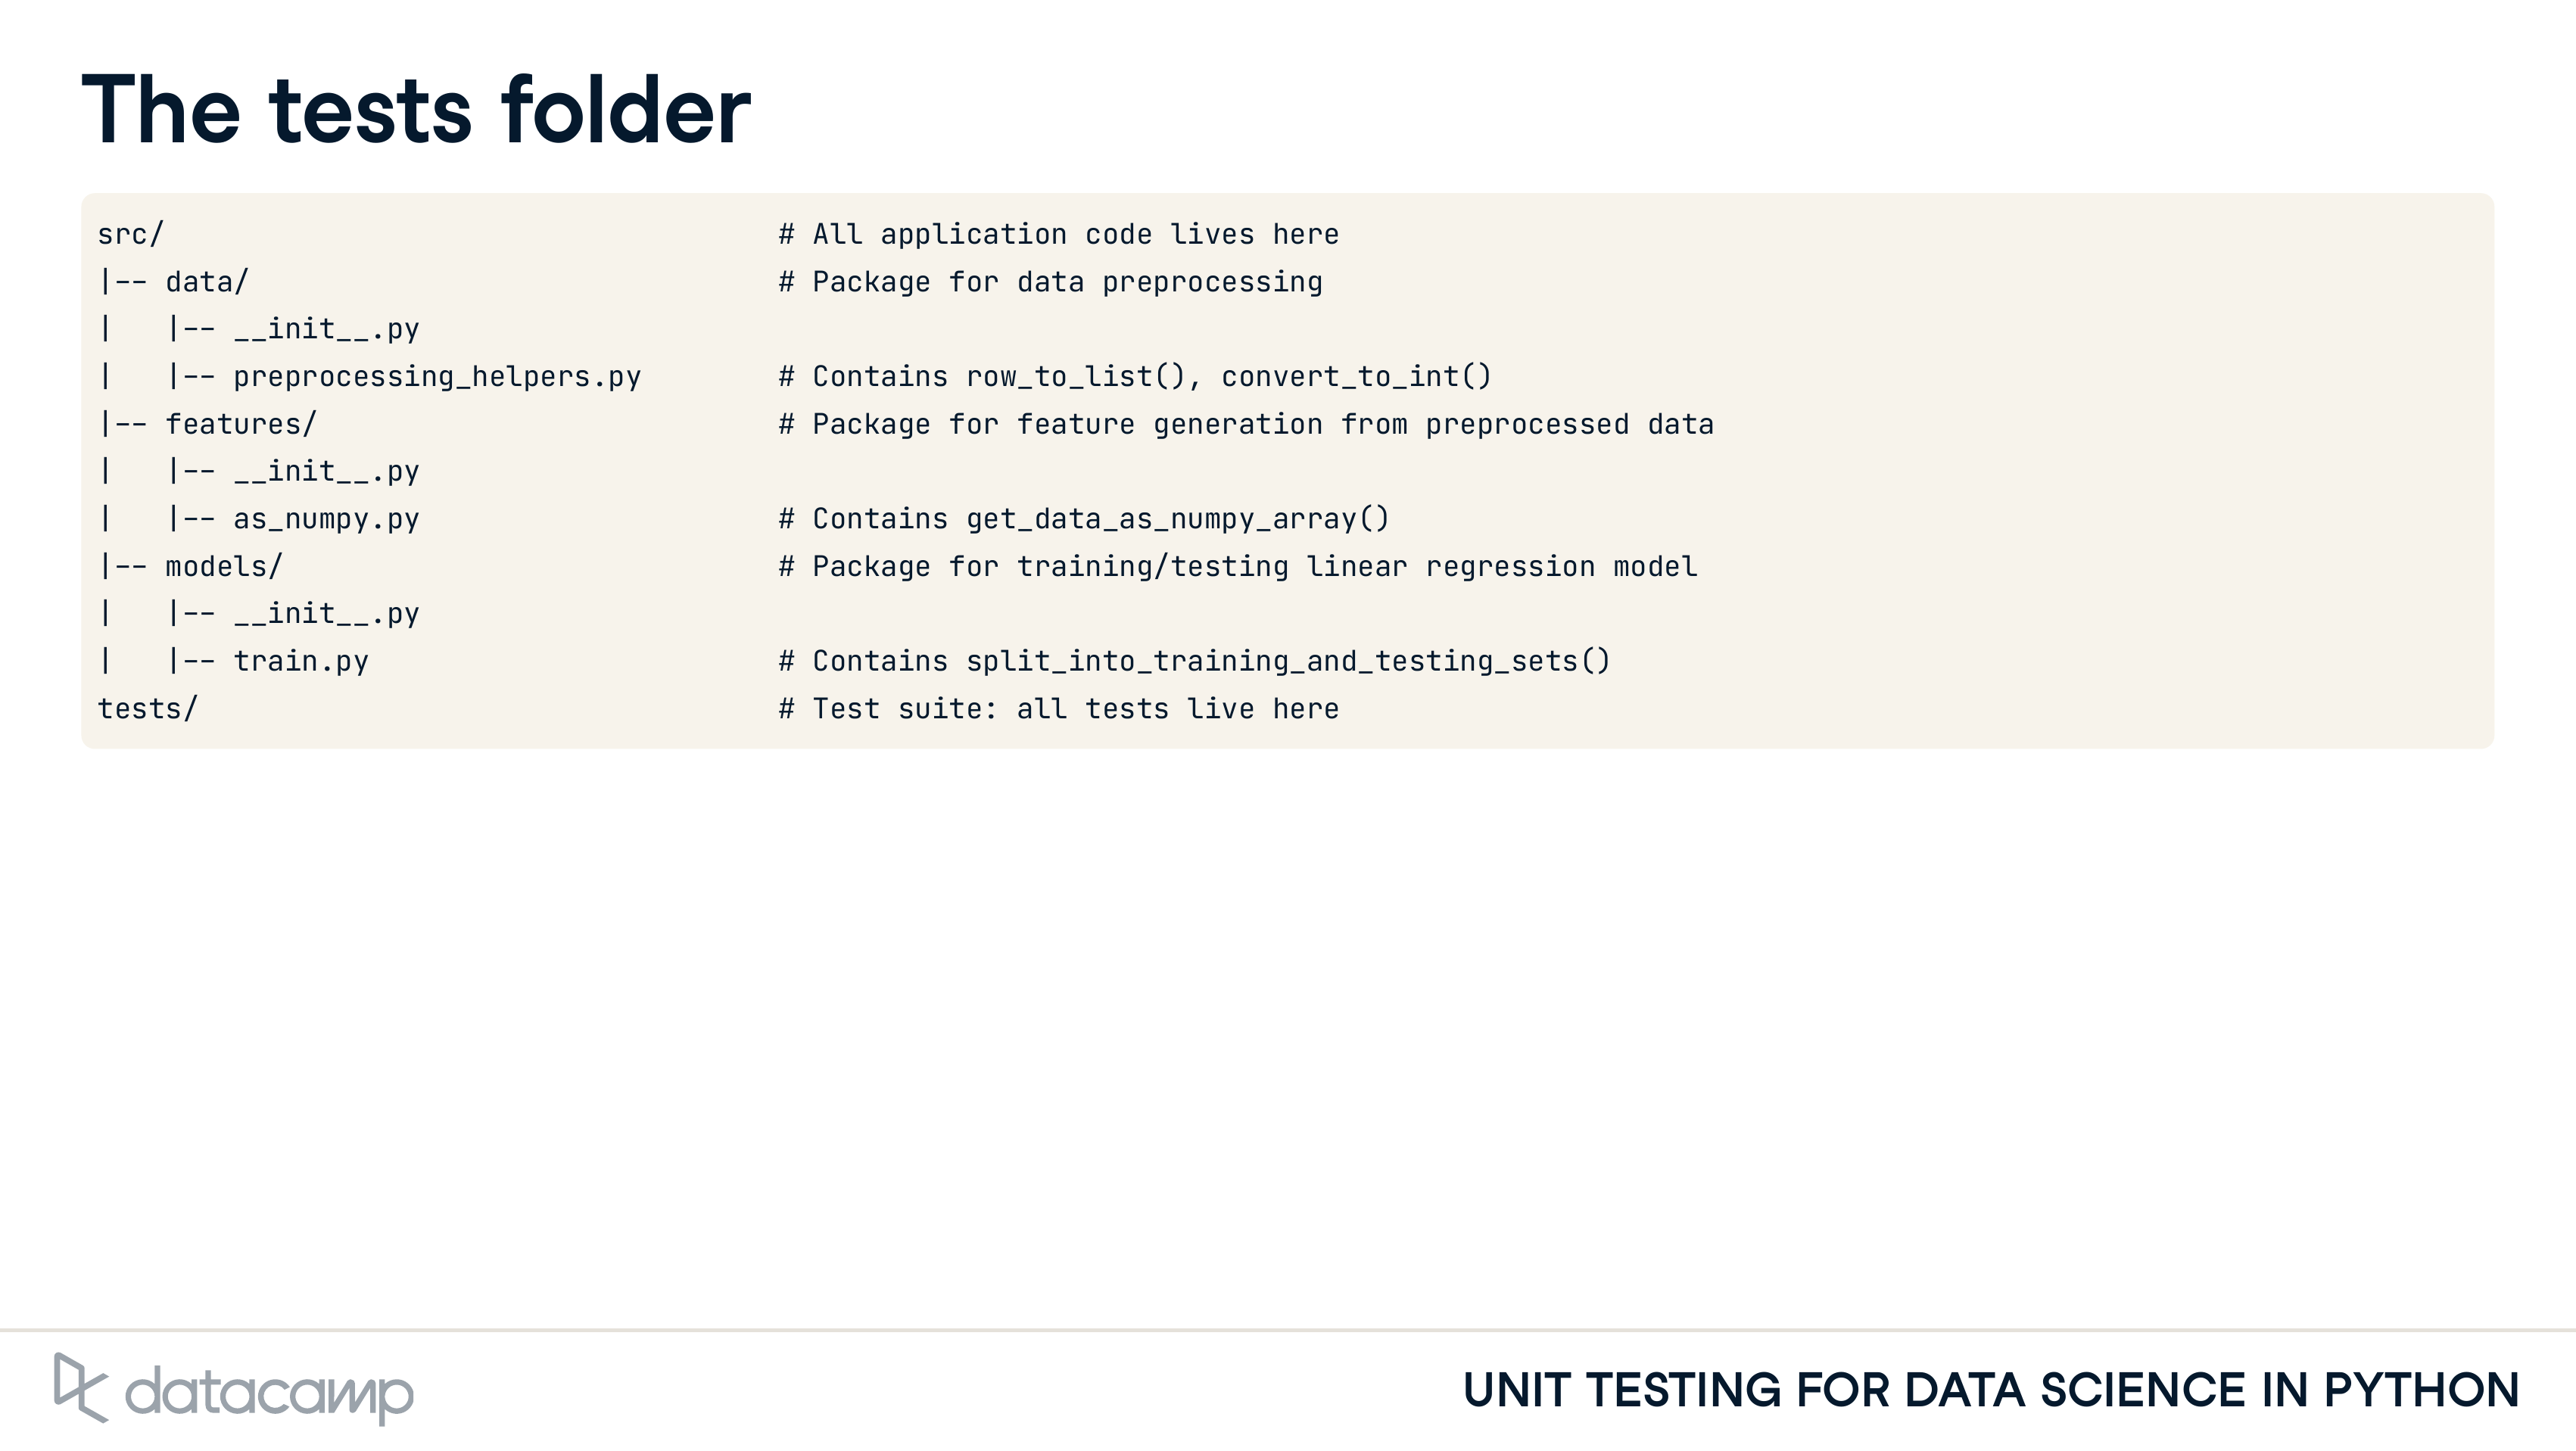 The tests folder
src/                                    # All application code lives here
|-- data/                               # Package for data preprocessing
|   |-- __init__.py
|   |-- preprocessing_helpers.py        # Contains row_to_list(), convert_to_int()
|-- features/                           # Package for feature generation from preprocessed data
|   |-- __init__.py
|   |-- as_numpy.py                     # Contains get_data_as_numpy_array()
|-- models/                             # Package for training/testing linear regression model
|   |-- __init__.py
|   |-- train.py                        # Contains split_into_training_and_testing_sets()
tests/                                  # Test suite: all tests live here
datacamp
UNIT TESTING FOR DATA SCIENCE IN PYTHON